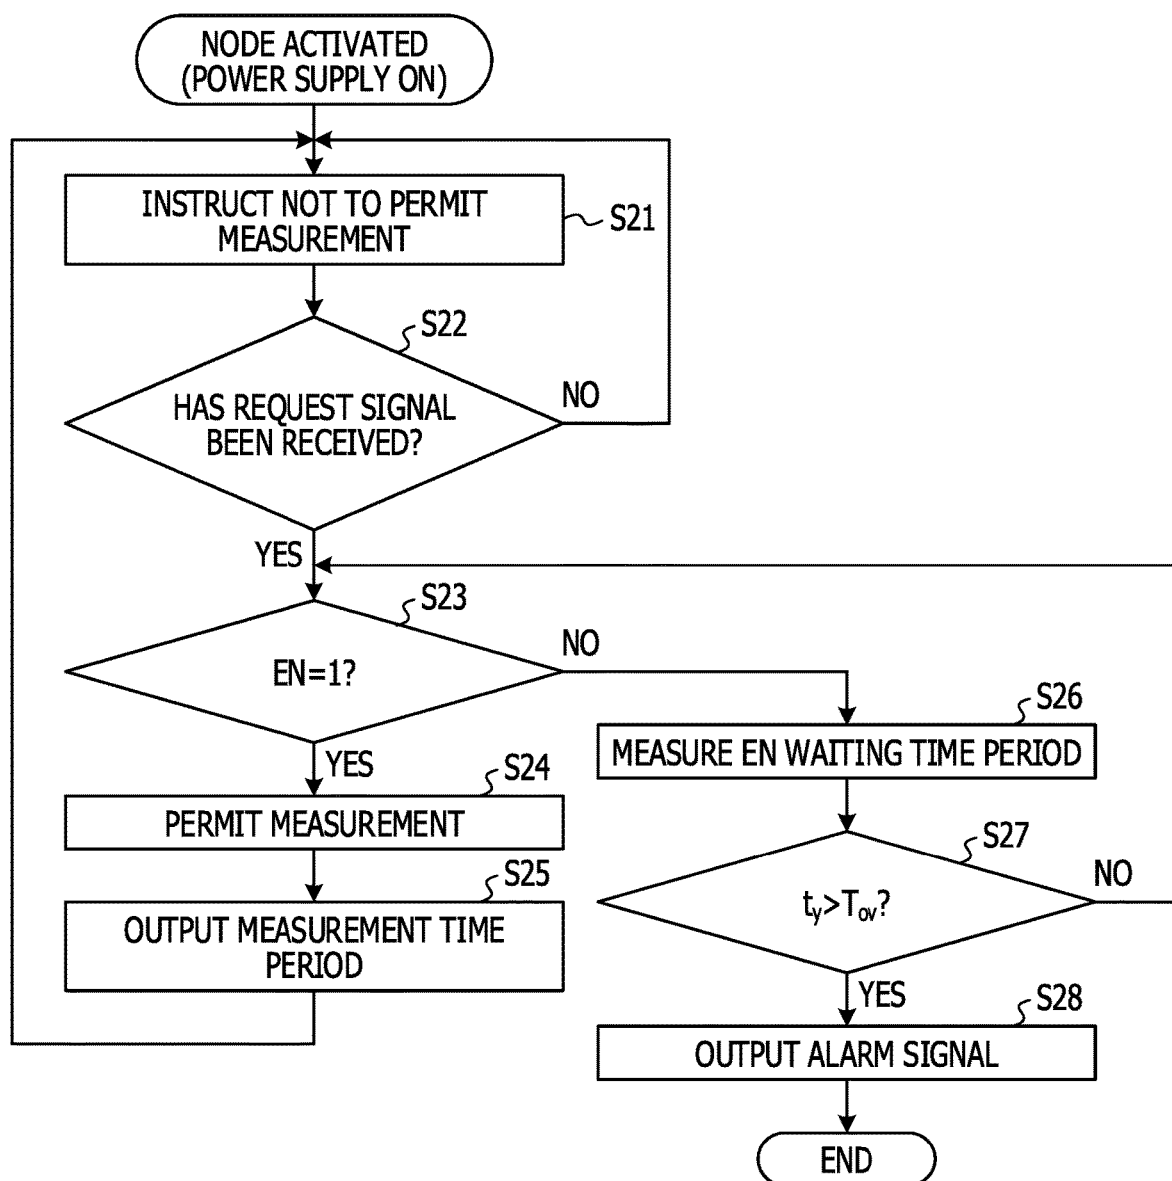 NODE ACTIVATED
(POWER SUPPLY ON)
INSTRUCT NOT TO PERMIT
MEASUREMENT
S21
S22
HAS REQUEST SIGNAL
BEEN RECEIVED?
NO
YES
S23
EN=1?
NO
YES
S24
PERMIT MEASUREMENT
S25
OUTPUT MEASUREMENT TIME
PERIOD
S26
MEASURE EN WAITING TIME PERIOD
S27
ty>Tov?
NO
YES
S28
OUTPUT ALARM SIGNAL
END